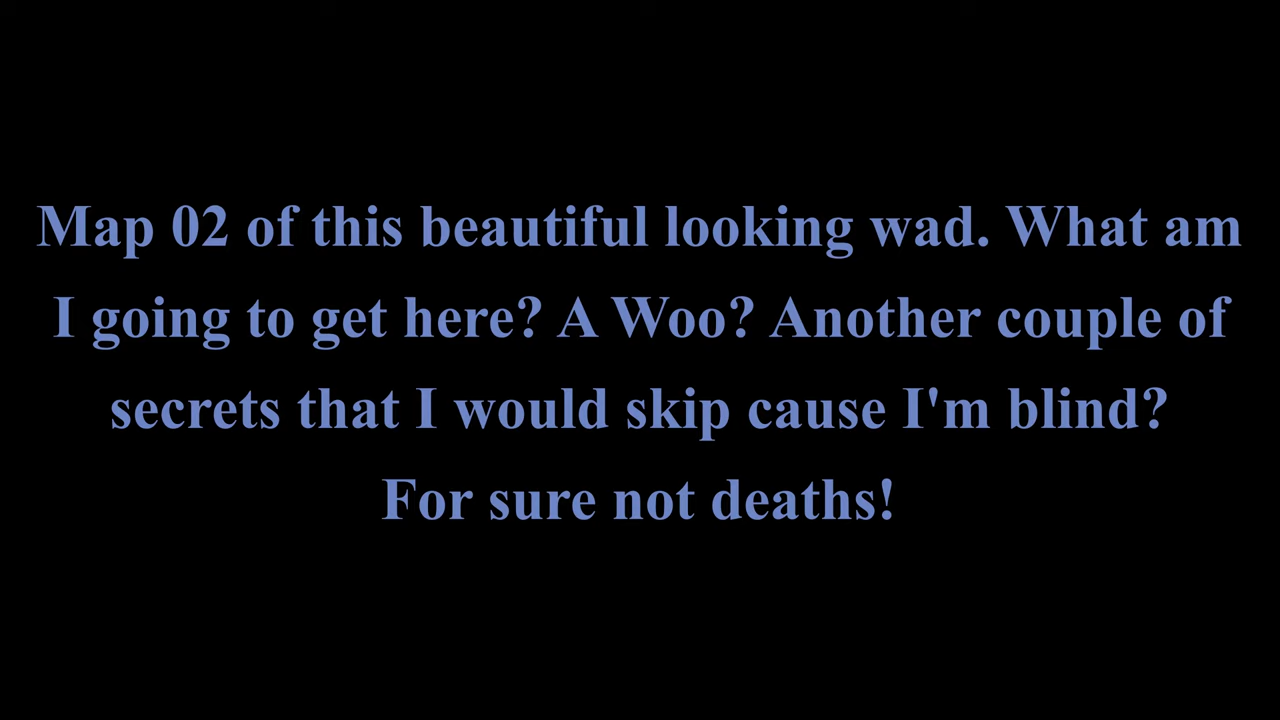 Map 02 of this beautiful looking wad. What am
I going to get here? A Woo? Another couple of
secrets that I would skip cause I'm blind?
For sure not deaths!